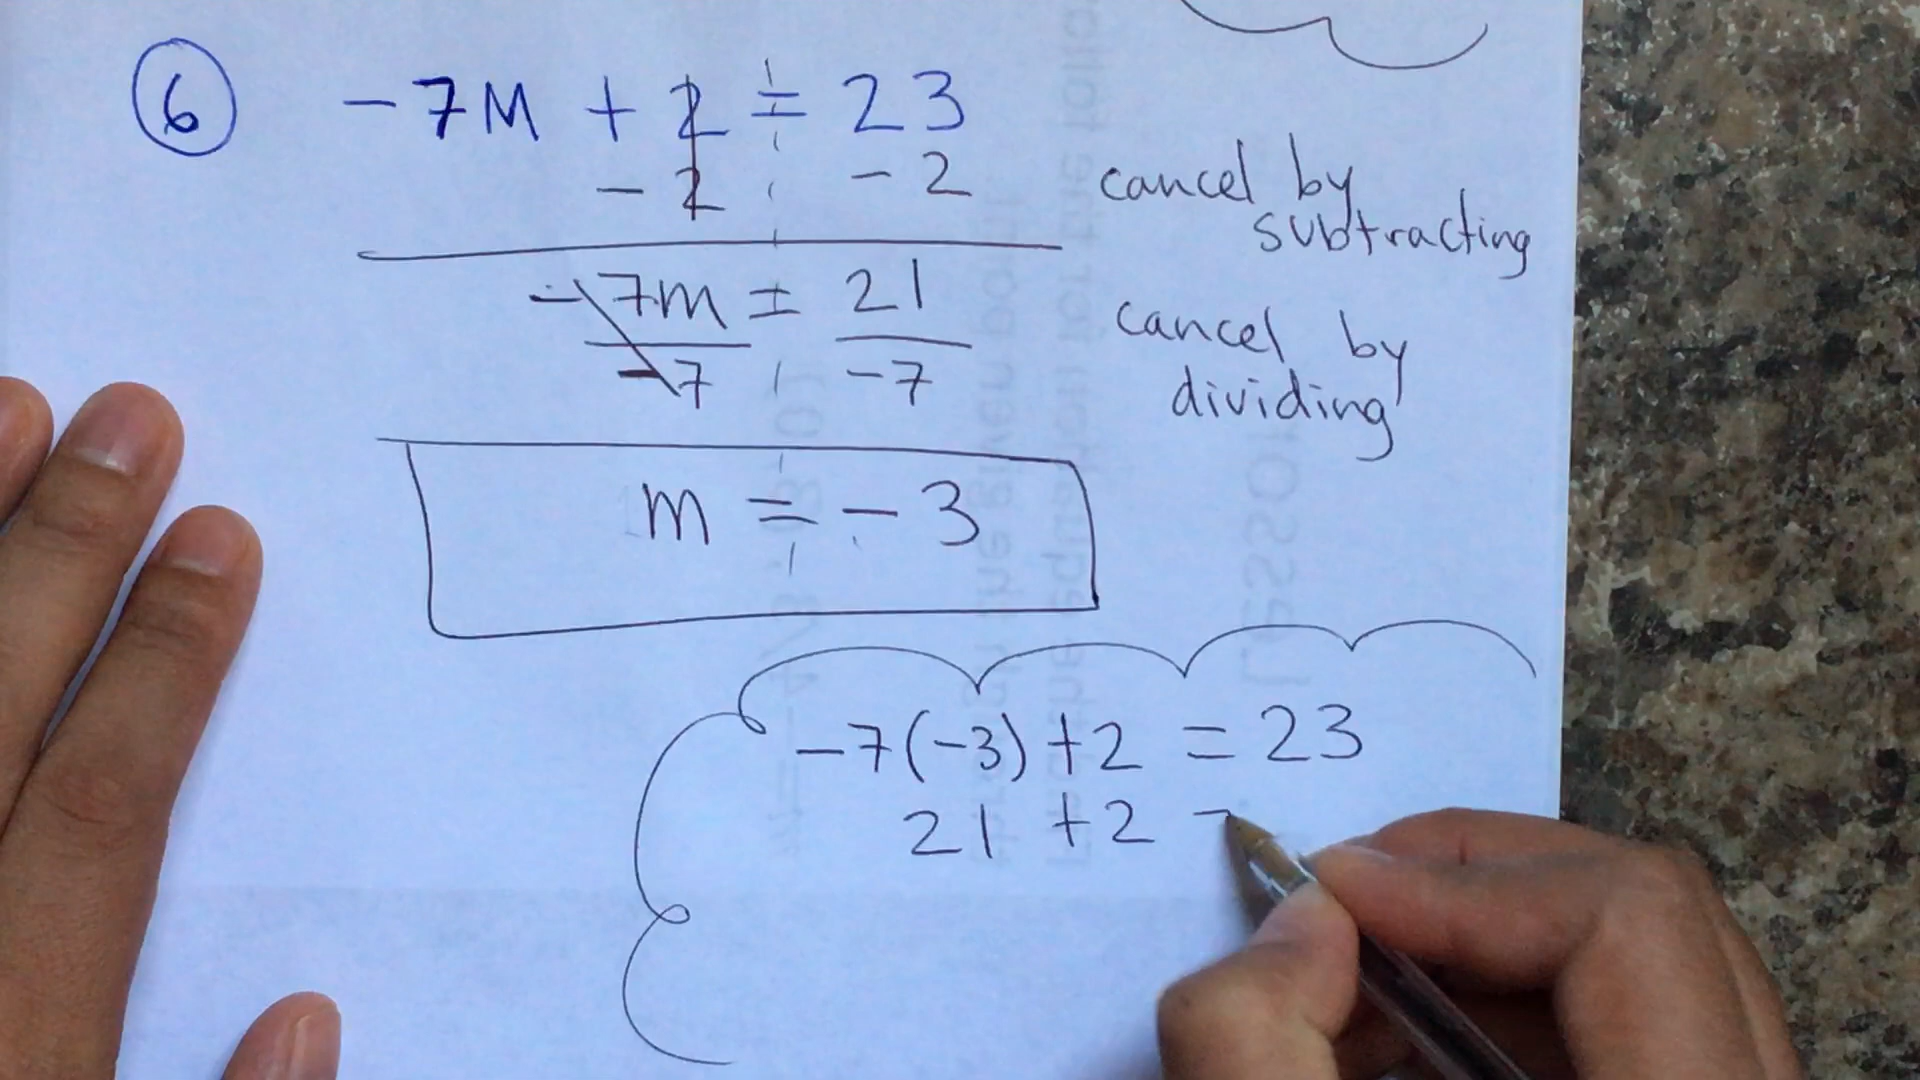 6 -7M + 2 = 23
- 2 - 2
cancel by
subtracting
-7m = 21
-7 -7
cancel by
dividing
m = -3
-7(-3) +2 = 23
21 +2 =